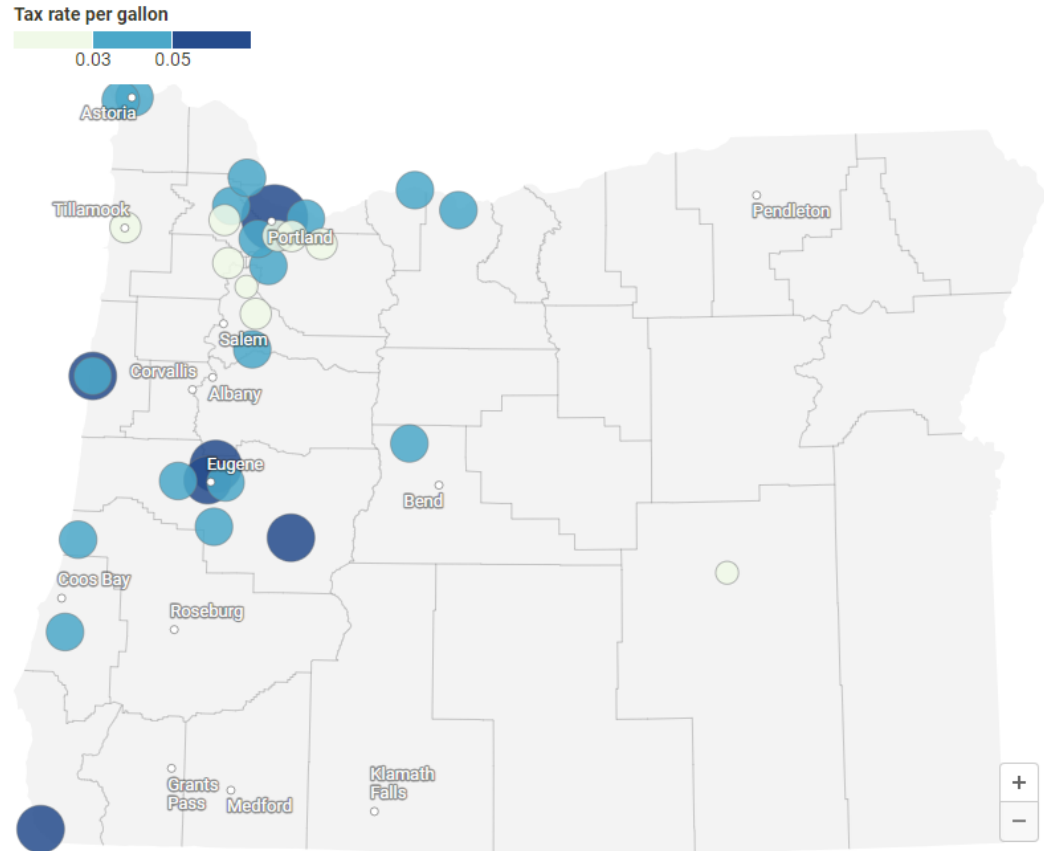 Tax rate per gallon
0.03 0.05
Astoria
Tillamook
Pendleton
Portland
Salem
Corvallis
Albany
Eugene
Bend
Coos Bay
Roseburg
Grants
Pass
Medford
Klamath
Falls
+
−